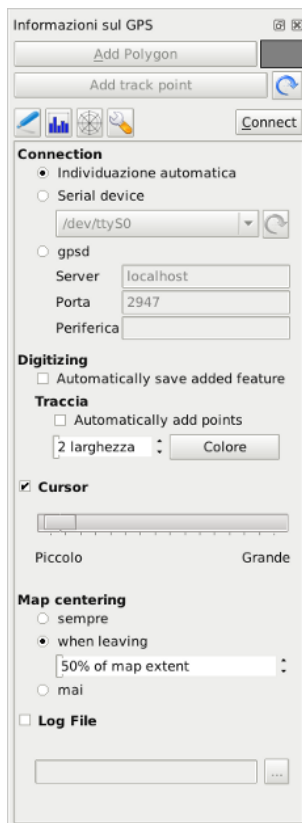 Informazioni sul GPS
Add Polygon
Add track point
Connect
Connection
Individuazione automatica
Serial device
/dev/ttyS0
gpsd
Server localhost
Porta 2947
Periferica
Digitizing
Automatically save added feature
Traccia
Automatically add points
2 larghezza Colore
Cursor
Piccolo Grande
Map centering
sempre
when leaving
50% of map extent
mai
Log File
...